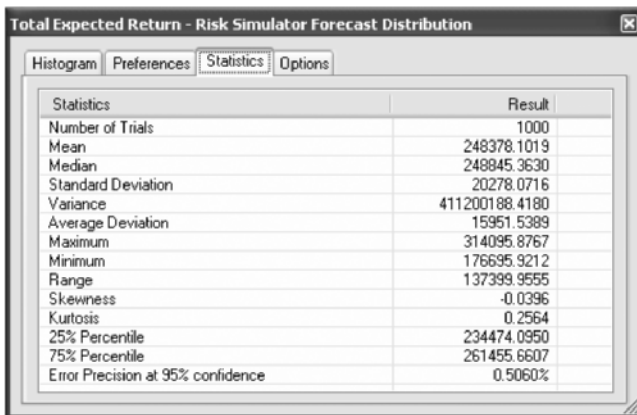 Total Expected Return - Risk Simulator Forecast Distribution
Histogram Preferences Statistics Options
Statistics Result
Number of Trials 1000
Mean 248378.1019
Median 248845.3630
Standard Deviation 20278.0716
Variance 411200188.4180
Average Deviation 15951.5389
Maximum 314095.8767
Minimum 176695.9212
Range 137399.9555
Skewness -0.0396
Kurtosis 0.2564
25% Percentile 234474.0950
75% Percentile 261455.6607
Error Precision at 95% confidence 0.5060%